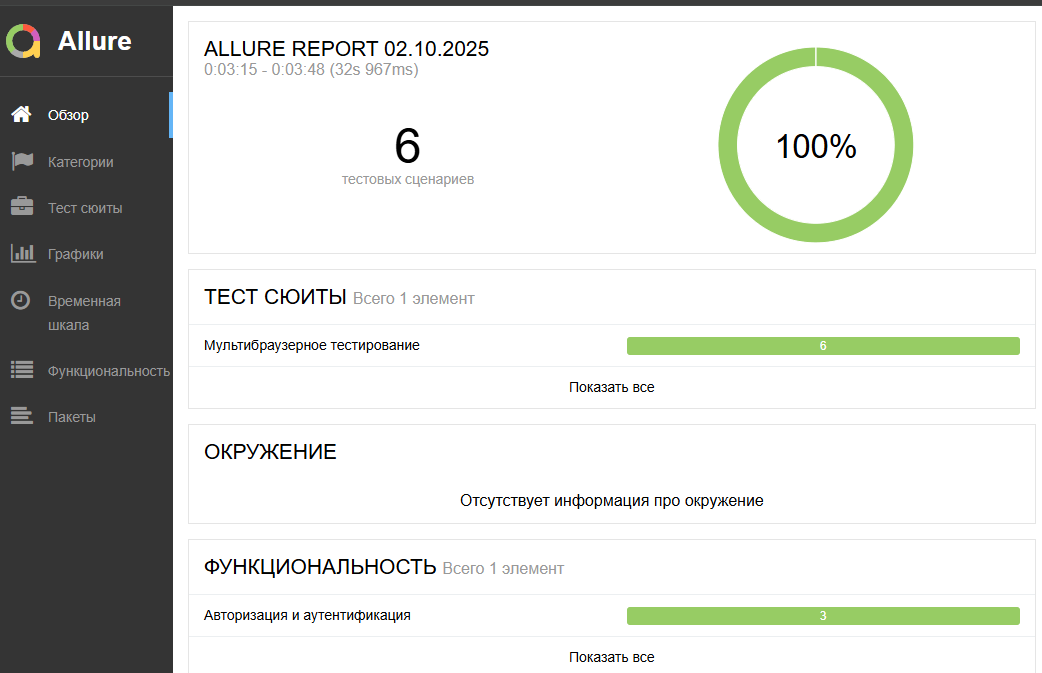 Allure
Обзор
Категории
Тест сюиты
Графики
Временная
шкала
Функциональность
Пакеты
ALLURE REPORT 02.10.2025
0:03:15 - 0:03:48 (32s 967ms)
6
тестовых сценариев
100%
ТЕСТ СЮИТЫ Всего 1 элемент
Мультибраузерное тестирование 6
Показать все
ОКРУЖЕНИЕ
Отсутствует информация про окружение
ФУНКЦИОНАЛЬНОСТЬ Всего 1 элемент
Авторизация и аутентификация 3
Показать все